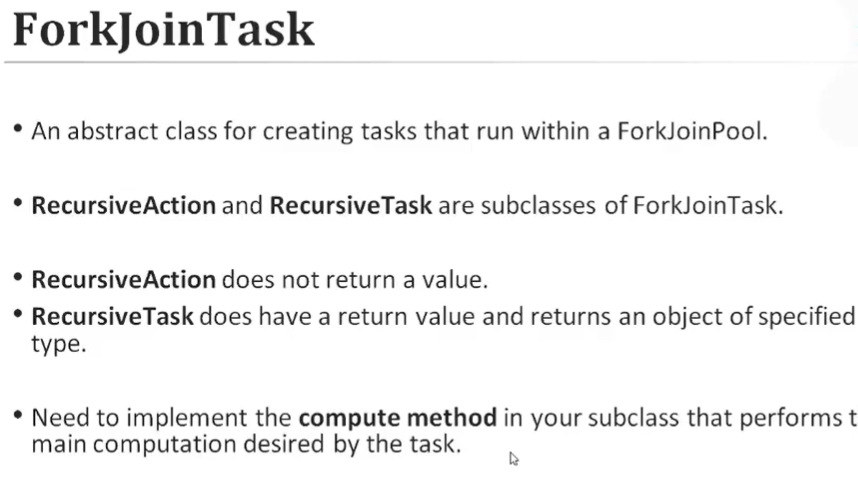 ForkJoinTask
• An abstract class for creating tasks that run within a ForkJoinPool.
• RecursiveAction and RecursiveTask are subclasses of ForkJoinTask.
• RecursiveAction does not return a value.
• RecursiveTask does have a return value and returns an object of specified
type.
• Need to implement the compute method in your subclass that performs t
main computation desired by the task.